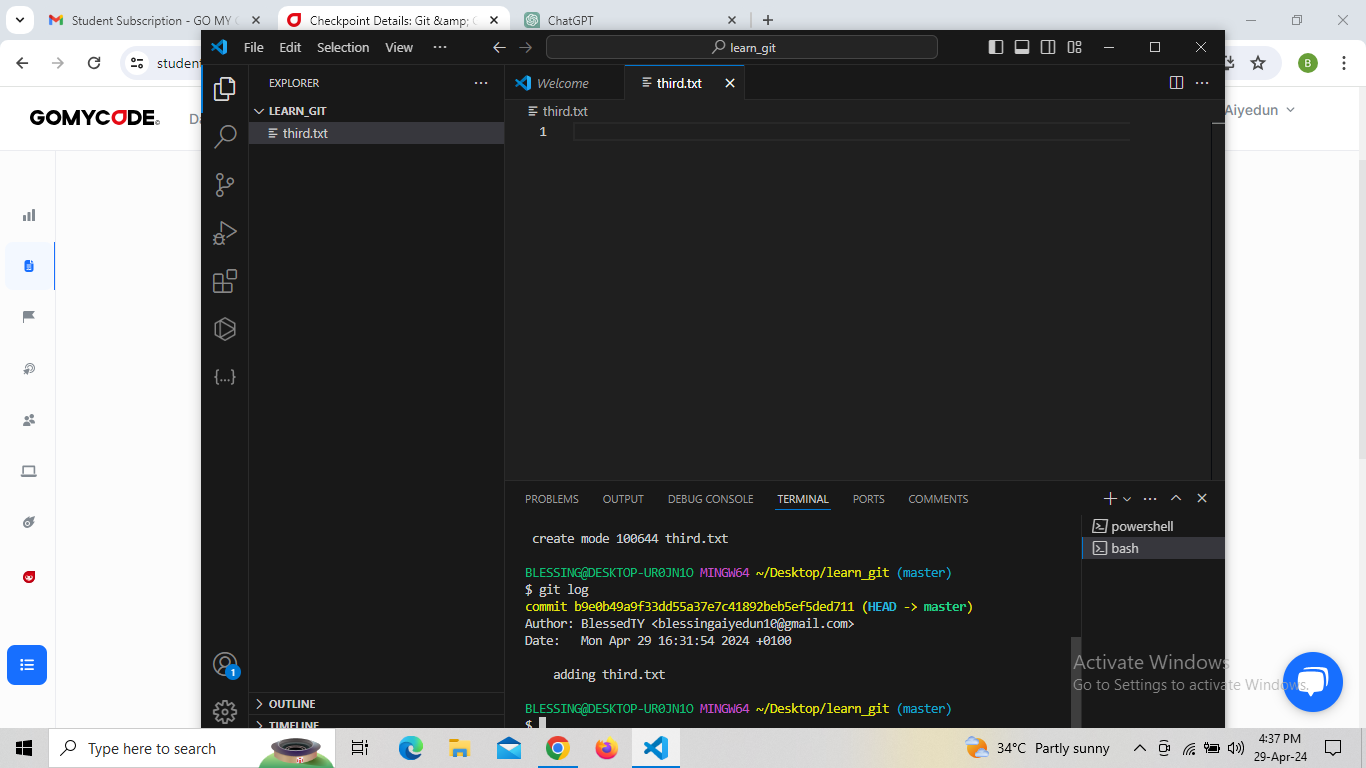 Student Subscription - GO MY C
Checkpoint Details: Git &amp; G
ChatGPT
student
File Edit Selection View ··· learn_git
B
GOMYCODE
Da
Aiyedun
EXPLORER ···
LEARN_GIT
third.txt
Welcome
third.txt
third.txt
1
PROBLEMS OUTPUT DEBUG CONSOLE TERMINAL PORTS COMMENTS
powershell
bash
create mode 100644 third.txt
BLESSING@DESKTOP-UR0JN1O MINGW64 ~/Desktop/learn_git (master)
$ git log
commit b9e0b49a9f33dd55a37e7c41892beb5ef5ded711 (HEAD -> master)
Author: BlessedTY <blessingaiyedun10@gmail.com>
Date:   Mon Apr 29 16:31:54 2024 +0100
adding third.txt
BLESSING@DESKTOP-UR0JN1O MINGW64 ~/Desktop/learn_git (master)
$
1
OUTLINE
TIMELINE
Activate Windows
Go to Settings to activate Windows.
Type here to search
34°C Partly sunny
4:37 PM
29-Apr-24